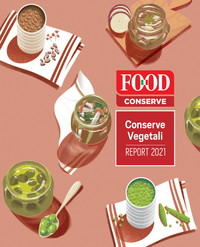 FOOD
CONSERVE
Conserve
Vegetali
REPORT 2021